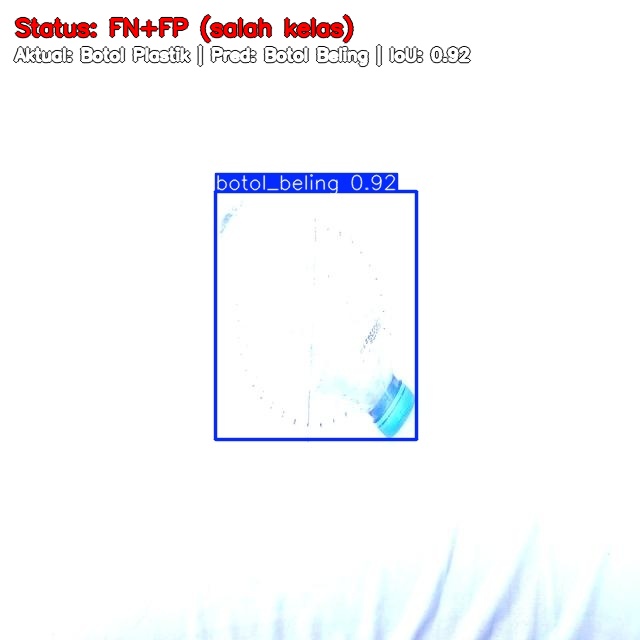 Status: FN+FP (salah kelas)
Aktual: Botol Plastik | Pred: Botol Beling | IoU: 0.92
botol_beling 0.92